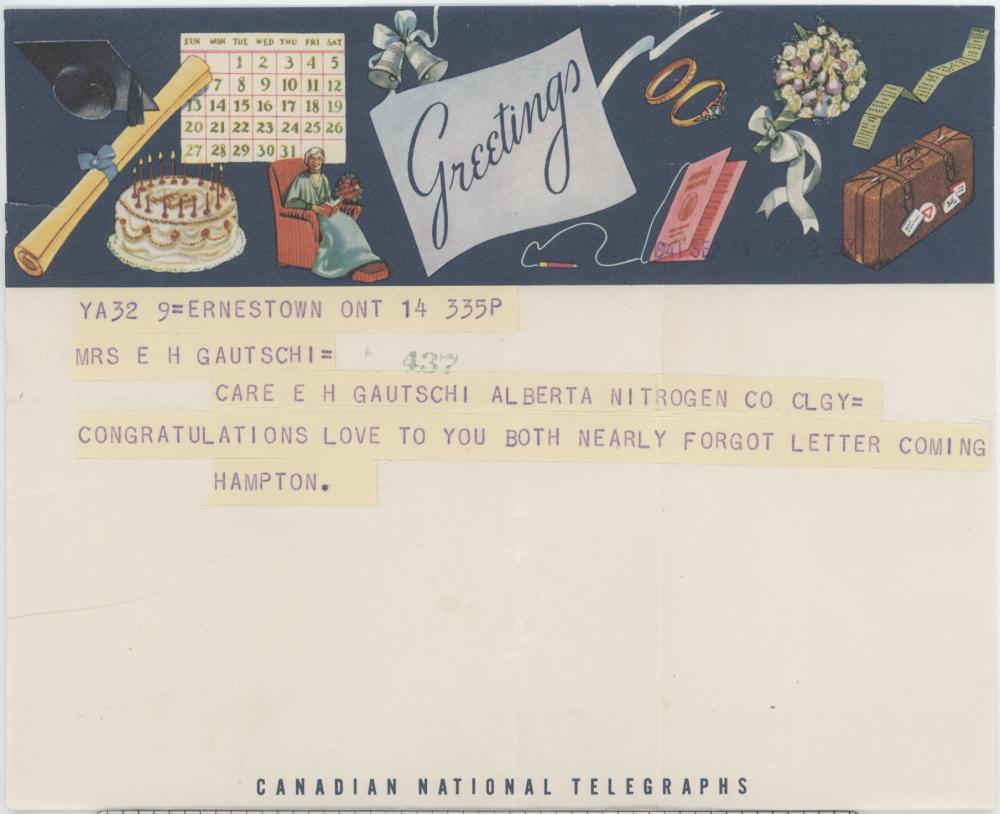 SUN MON TUE WED THU FRI SAT
1 2 3 4 5
7 8 9 10 11 12
13 14 15 16 17 18 19
20 21 22 23 24 25 26
27 28 29 30 31
Greetings
YA32 9=ERNESTOWN ONT 14 335P
MRS E H GAUTSCHI=
437
CARE E H GAUTSCHI ALBERTA NITROGEN CO CLGY=
CONGRATULATIONS LOVE TO YOU BOTH NEARLY FORGOT LETTER COMING
HAMPTON.
CANADIAN NATIONAL TELEGRAPHS